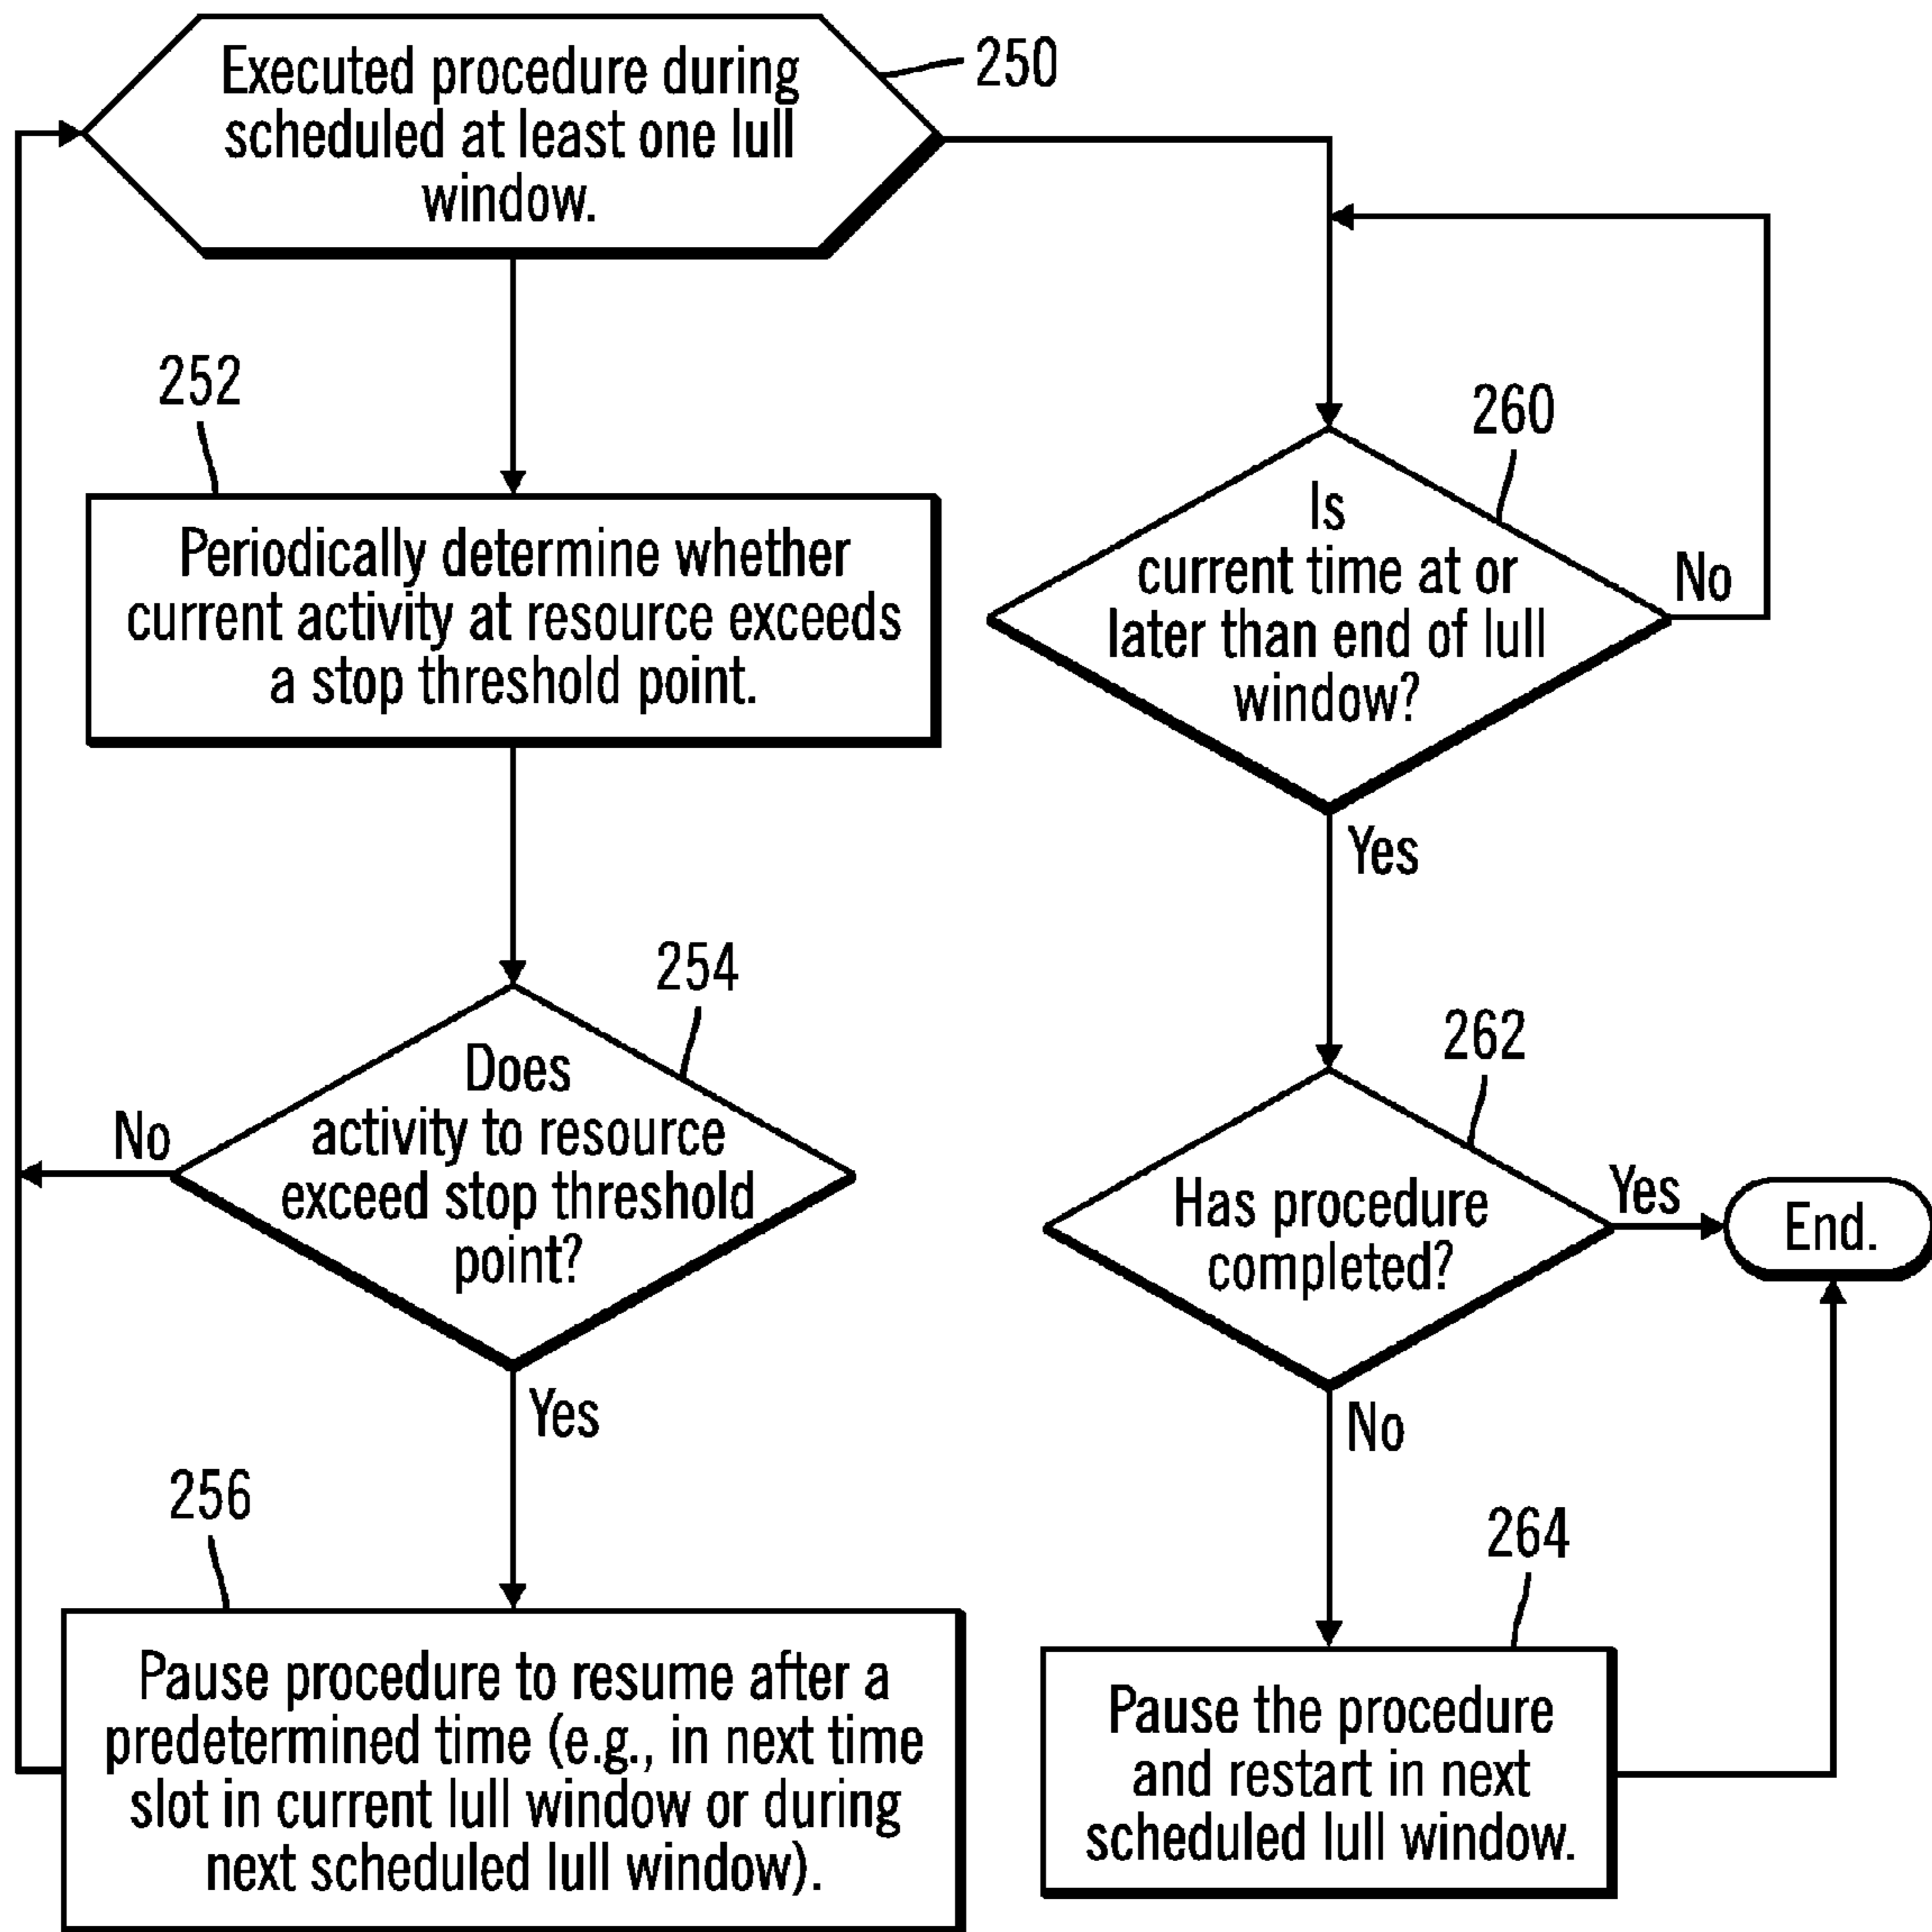 Executed procedure during
scheduled at least one lull
window.
250
252
Periodically determine whether
current activity at resource exceeds
a stop threshold point.
254
Does
activity to resource
exceed stop threshold
point?
No
Yes
256
Pause procedure to resume after a
predetermined time (e.g., in next time
slot in current lull window or during
next scheduled lull window).
260
Is
current time at or
later than end of lull
window?
No
Yes
262
Has procedure
completed?
Yes
End.
No
264
Pause the procedure
and restart in next
scheduled lull window.